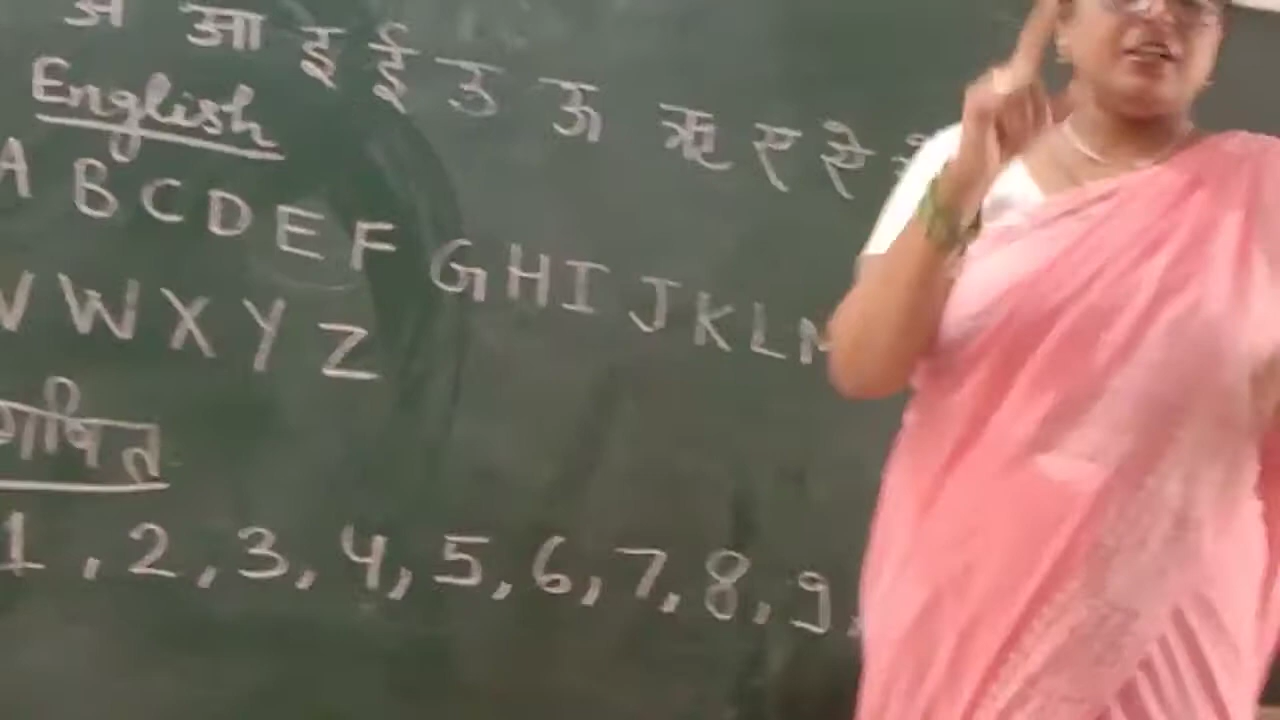 अ आ इ ई उ ऊ ऋ ए ऐ
English
A B C D E F G H I J K L M
V W X Y Z
गणित
1 , 2 , 3 , 4 , 5 , 6 , 7 , 8 , 9 ,